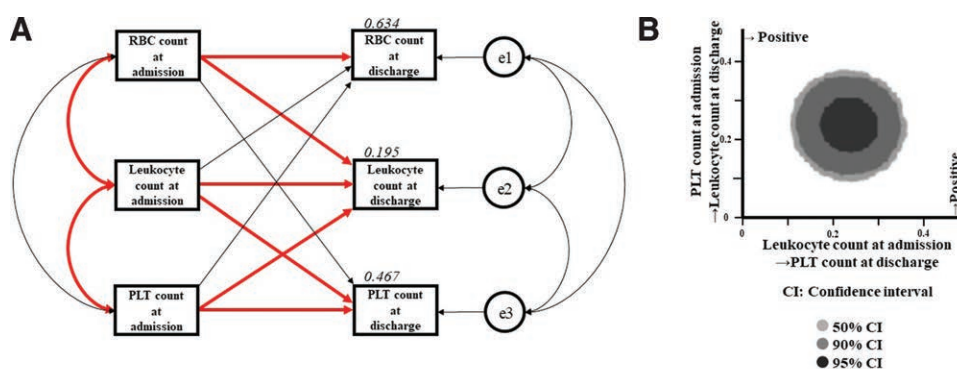 A
RBC count
at
admission
Leukocyte
count at
admission
PLT count
at
admission
0.634
RBC count
at
discharge
0.195
Leukocyte
count at
discharge
0.467
PLT count
at
discharge
e1
e2
e3
B
PLT count at admission
→Leukocyte count at discharge
→Positive
0.4
0.2
0
0
0.2
0.4
→Positive
Leukocyte count at admission
→PLT count at discharge
CI: Confidence interval
50% CI
90% CI
95% CI